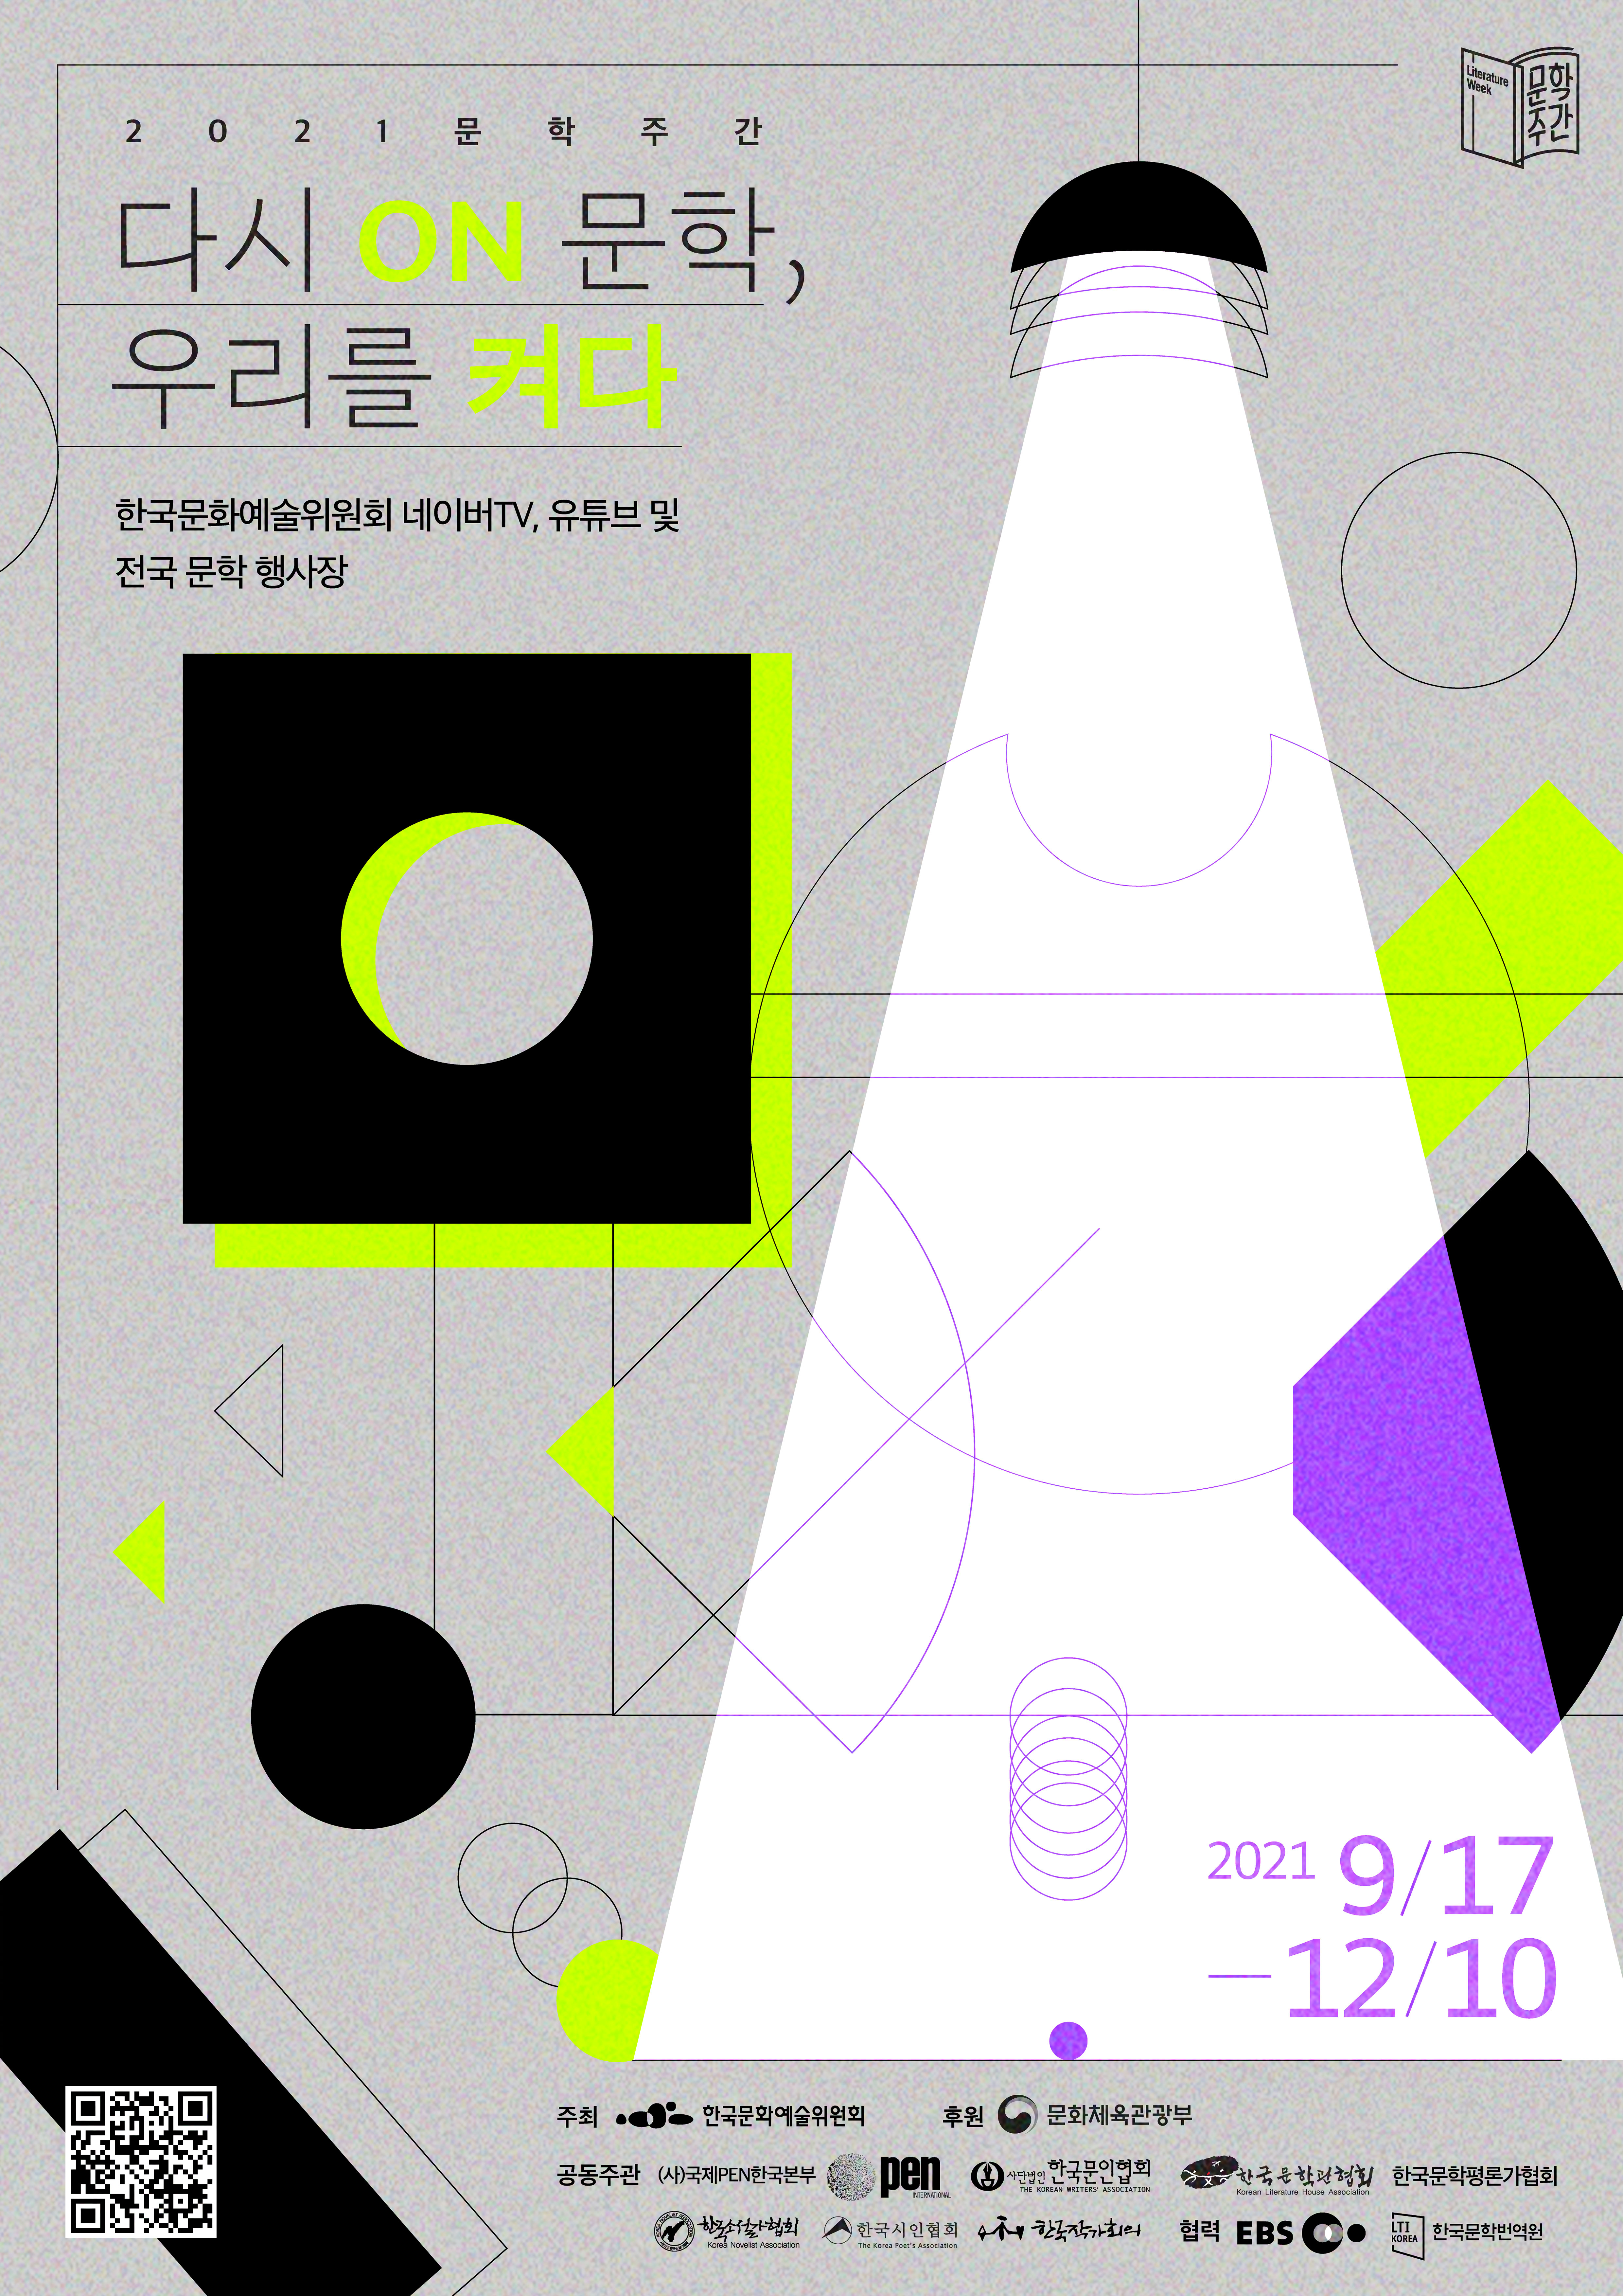 Literature
Week
문학
주간
2021문학주간
다시 ON 문학,
우리를 켜다
한국문화예술위원회 네이버TV, 유튜브 및
전국 문학 행사장
2021 9/17
—12/10
주최 한국문화예술위원회 후원 문화체육관광부
공동주관 (사)국제PEN한국본부 pen INTERNATIONAL 사단법인 한국문인협회 THE KOREAN WRITERS' ASSOCIATION 한국문학관협회 Korean Literature House Association 한국문학평론가협회
한국소설가협회 Korea Novelist Association 한국시인협회 The Korea Poet's Association 한국작가회의 협력 EBS LTI KOREA 한국문학번역원